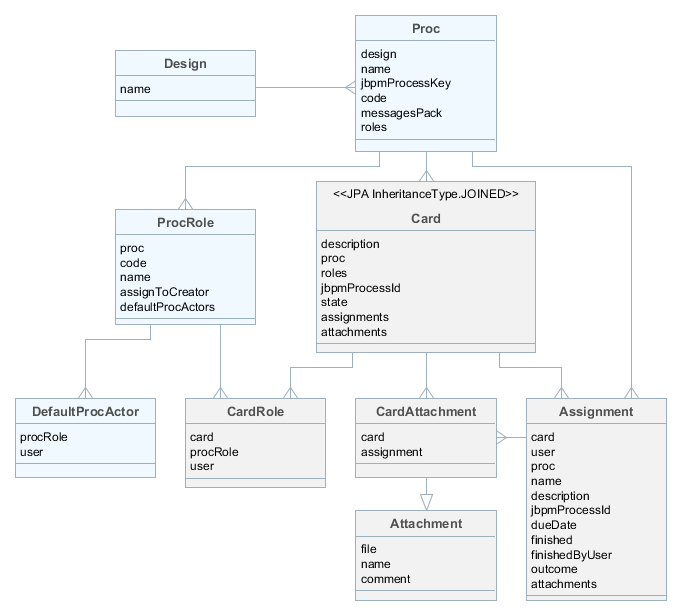 Proc
design
name
jbpmProcessKey
code
messagesPack
roles
Design
name
ProcRole
proc
code
name
assignToCreator
defaultProcActors
<<JPA InheritanceType.JOINED>>
Card
description
proc
roles
jbpmProcessId
state
assignments
attachments
DefaultProcActor
procRole
user
CardRole
card
procRole
user
CardAttachment
card
assignment
Assignment
card
user
proc
name
description
jbpmProcessId
dueDate
finished
finishedByUser
outcome
attachments
Attachment
file
name
comment